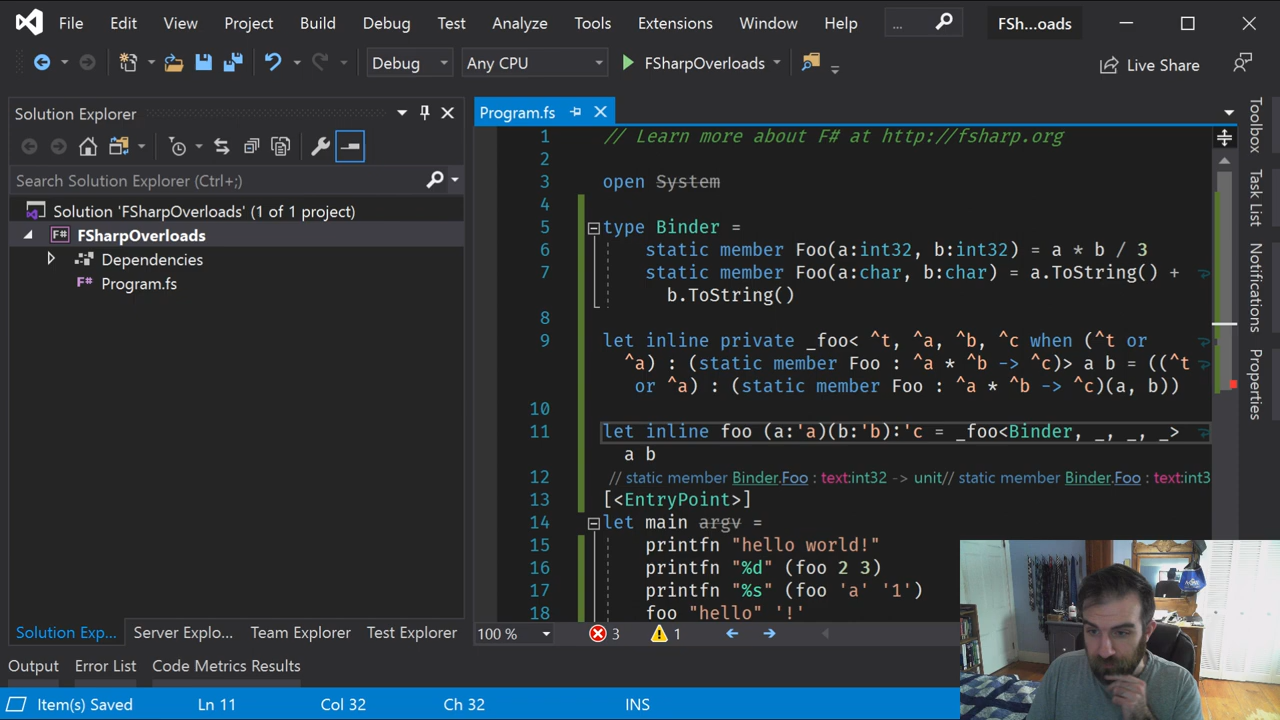 File Edit View Project Build Debug Test Analyze Tools Extensions Window Help ... FSh...oads
Debug Any CPU FSharpOverloads Live Share
Solution Explorer
Search Solution Explorer (Ctrl+;)
Solution 'FSharpOverloads' (1 of 1 project)
F# FSharpOverloads
Dependencies
F# Program.fs
Solution Exp... Server Explo... Team Explorer Test Explorer
Program.fs
1 // Learn more about F# at http://fsharp.org
2
3 open System
4
5 type Binder =
6 static member Foo(a:int32, b:int32) = a * b / 3
7 static member Foo(a:char, b:char) = a.ToString() +
b.ToString()
8
9 let inline private _foo< ^t, ^a, ^b, ^c when (^t or
^a) : (static member Foo : ^a * ^b -> ^c)> a b = ((^t
or ^a) : (static member Foo : ^a * ^b -> ^c)(a, b))
10
11 let inline foo (a:'a)(b:'b):'c = _foo<Binder, _, _, _>
a b
12 // static member Binder.Foo : text:int32 -> unit// static member Binder.Foo : text:int3
13 [<EntryPoint>]
14 let main argv =
15 printfn "hello world!"
16 printfn "%d" (foo 2 3)
17 printfn "%s" (foo 'a' '1')
18 foo "hello" '!'
100 % 3 1
Toolbox
Task List
Notifications
Properties
Output Error List Code Metrics Results
Item(s) Saved Ln 11 Col 32 Ch 32 INS